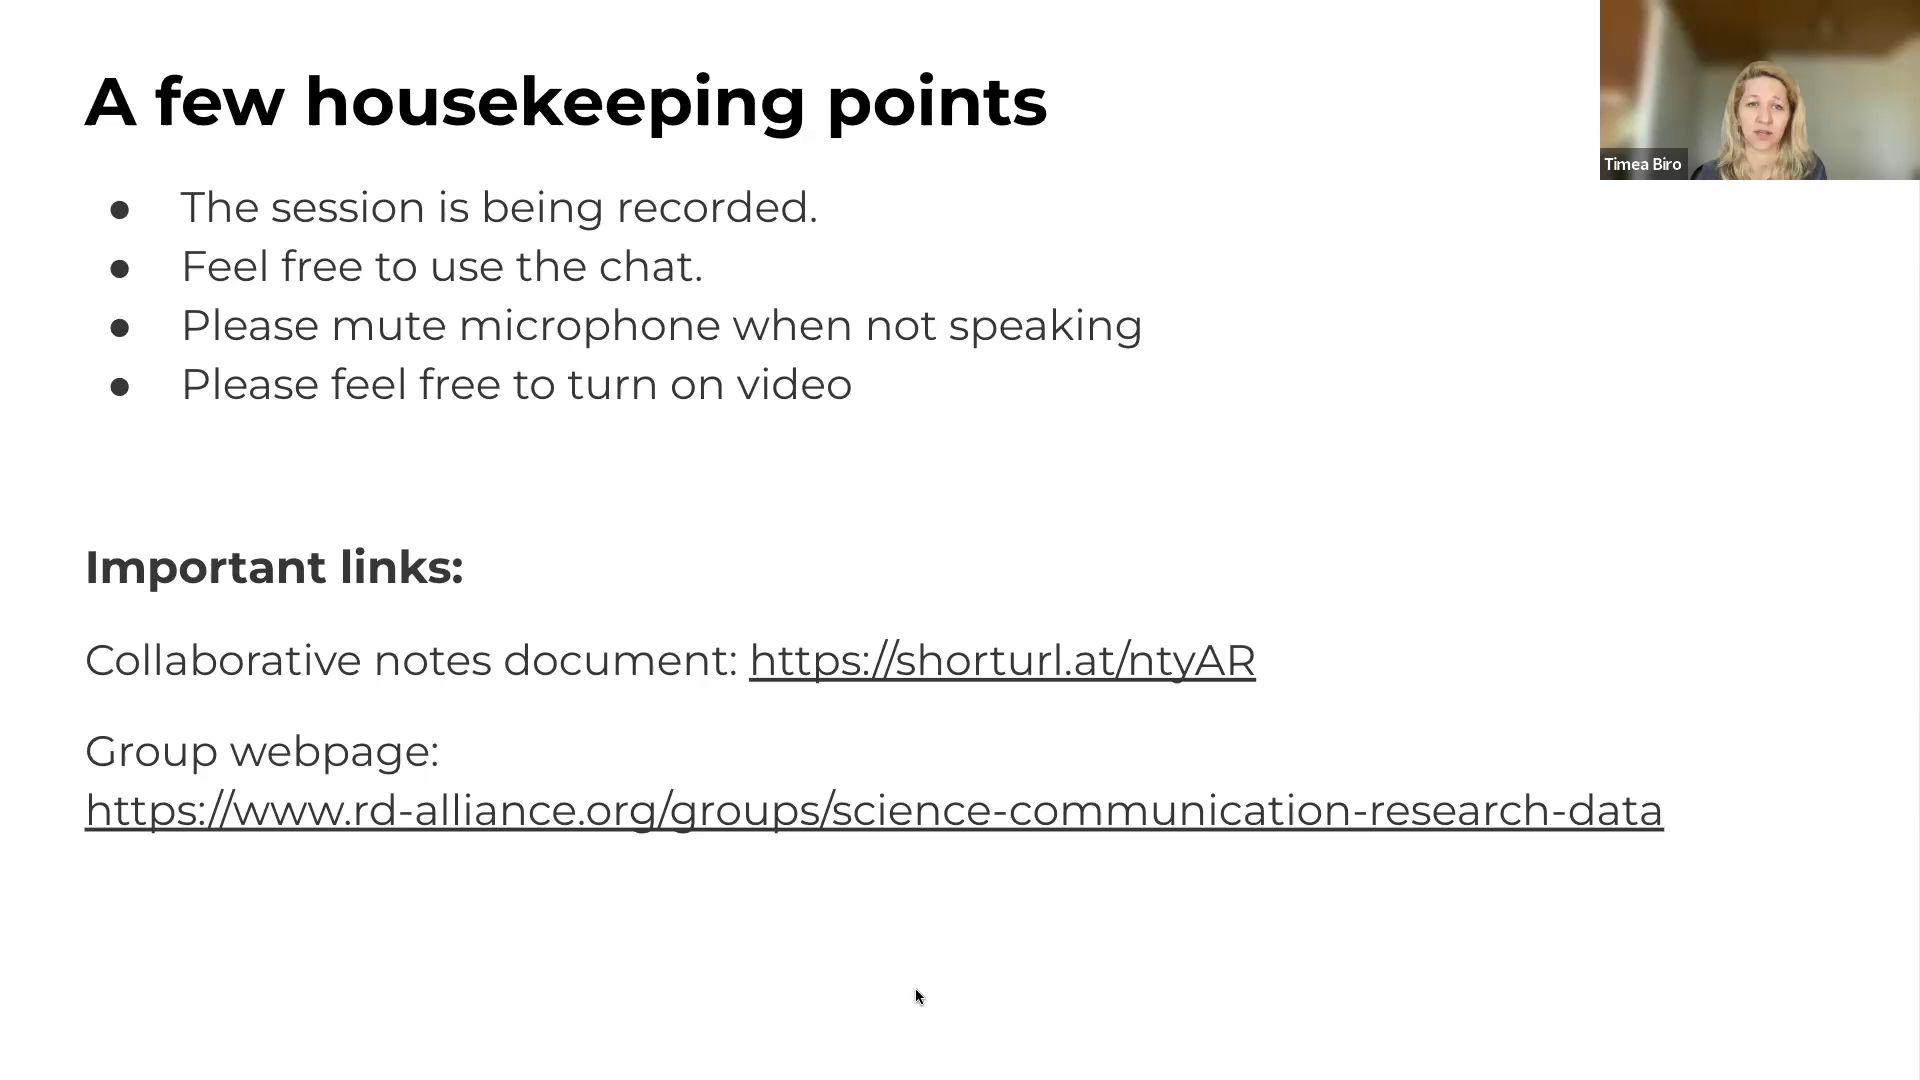 A few housekeeping points
Timea Biro
● The session is being recorded.
● Feel free to use the chat.
● Please mute microphone when not speaking
● Please feel free to turn on video
Important links:
Collaborative notes document: https://shorturl.at/ntyAR
Group webpage:
https://www.rd-alliance.org/groups/science-communication-research-data